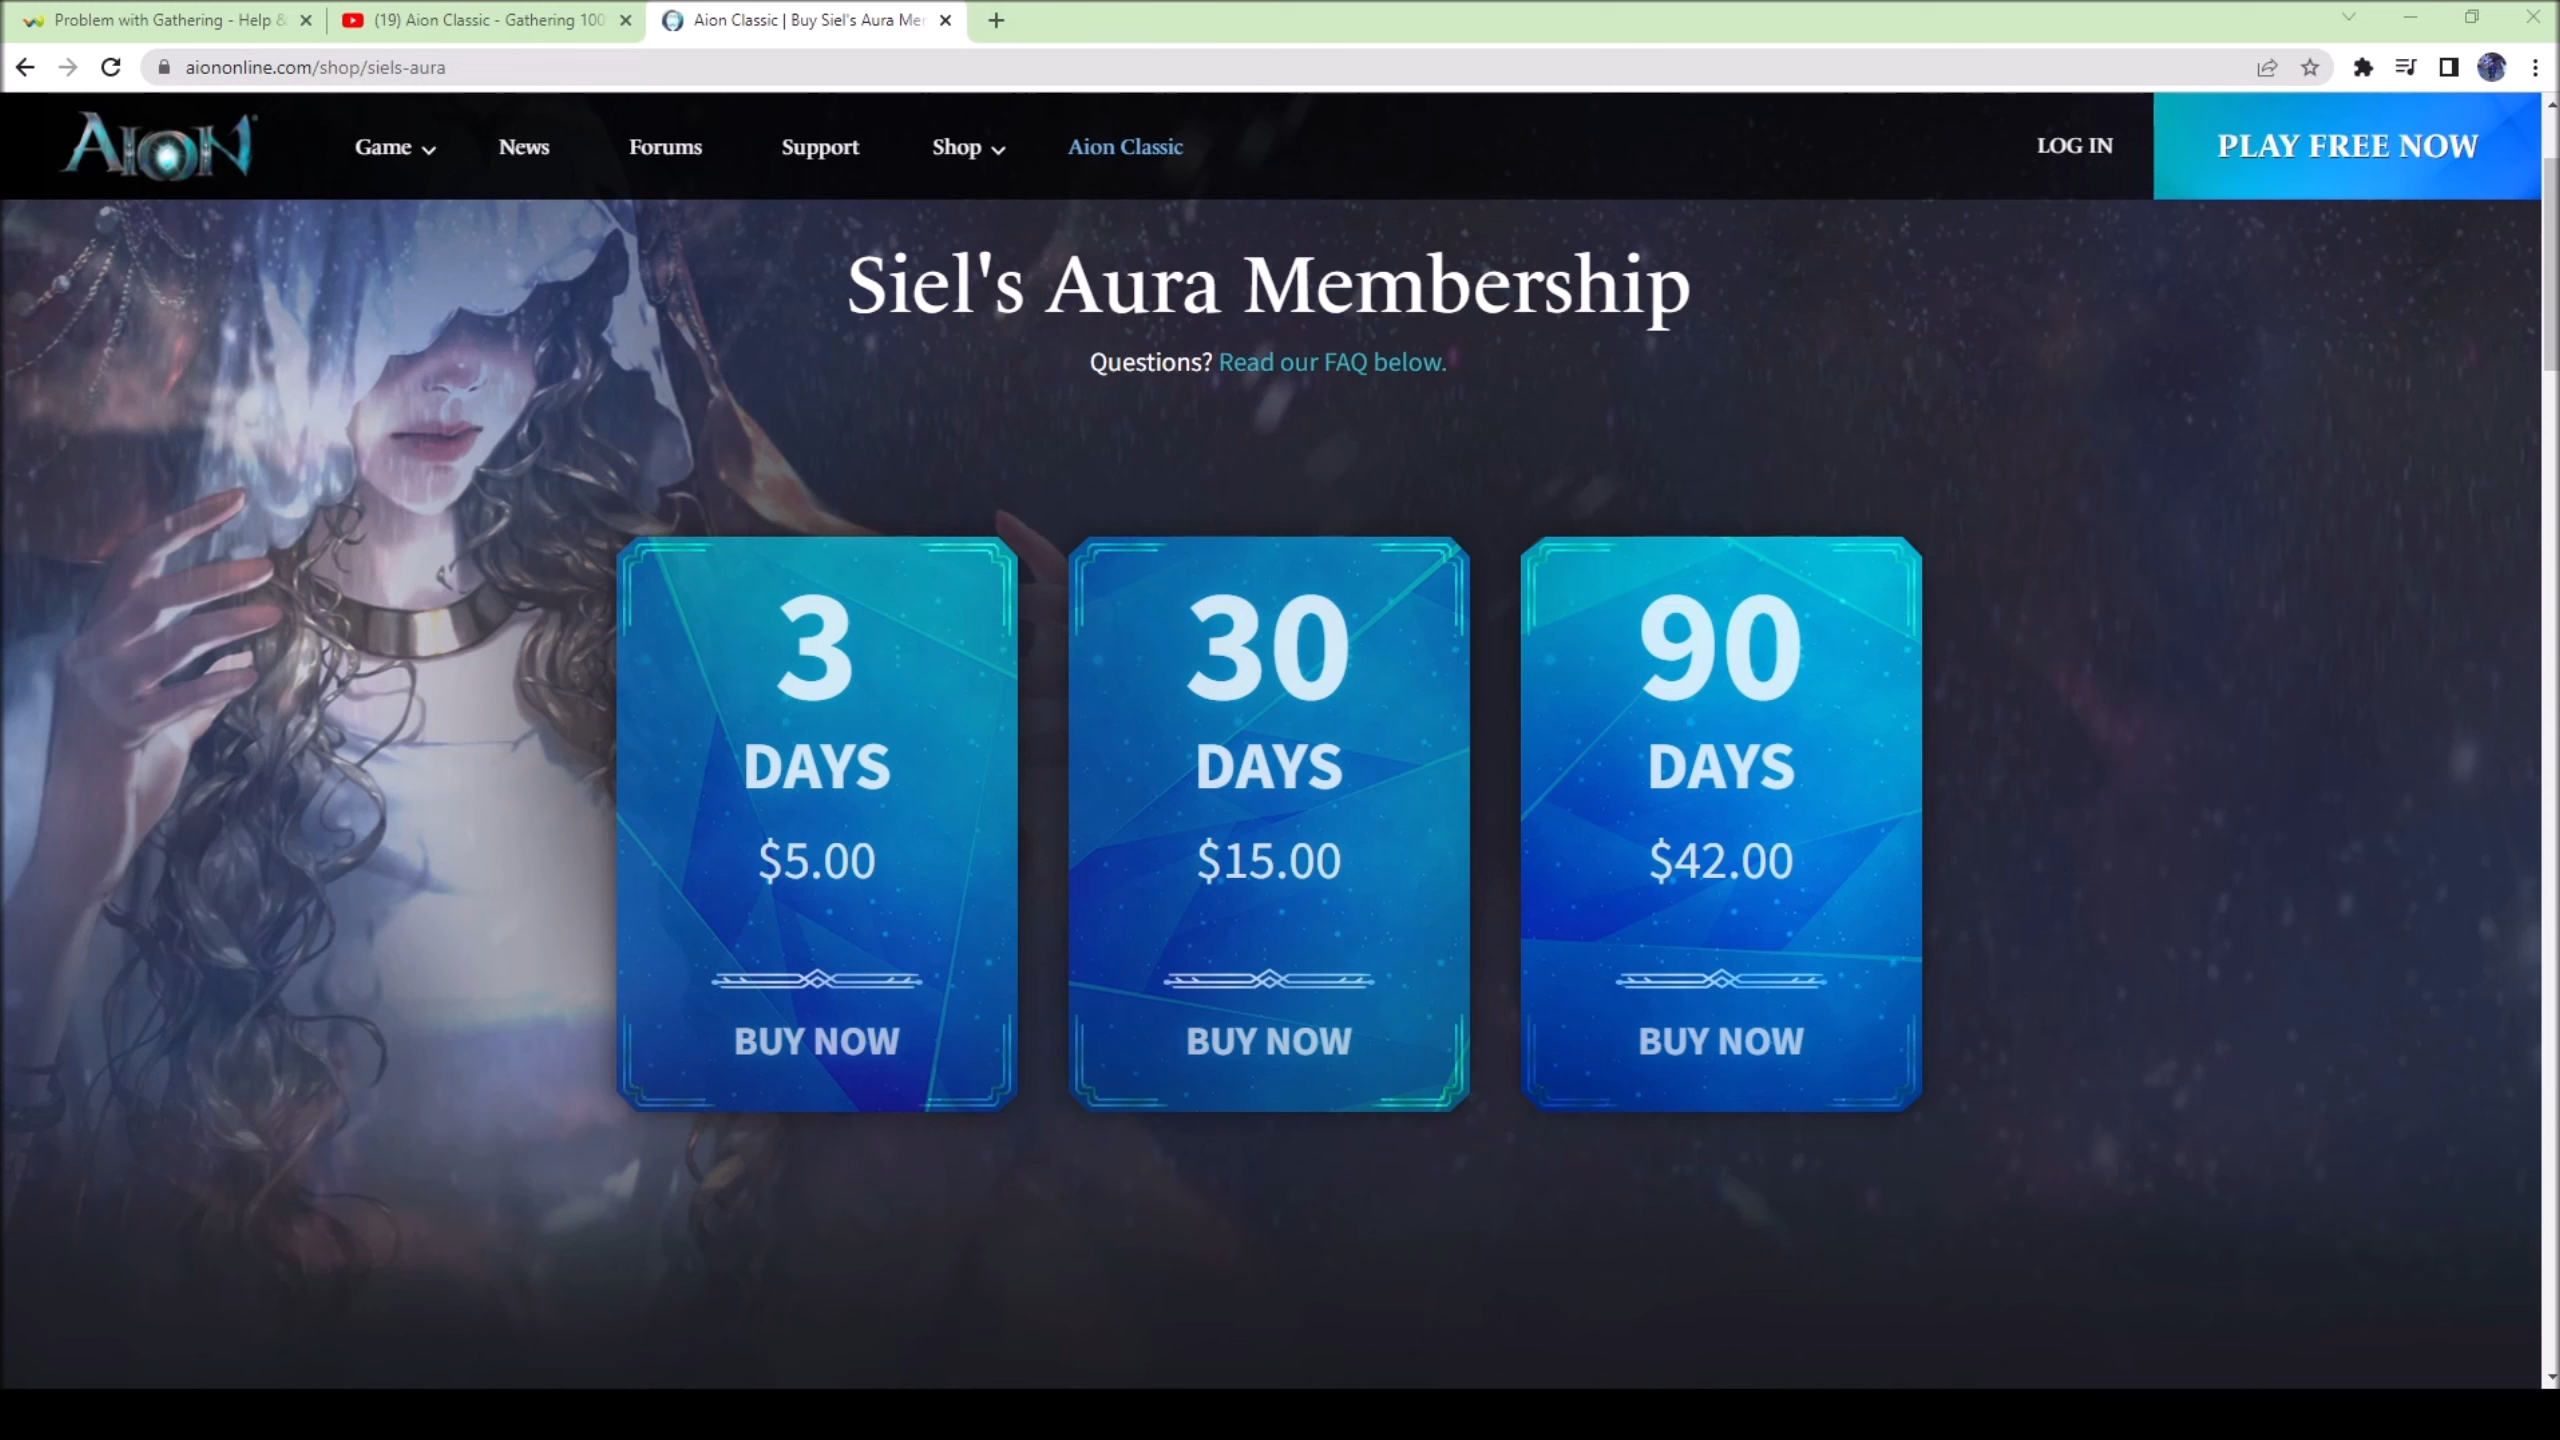 Problem with Gathering - Help &
(19) Aion Classic - Gathering 100
Aion Classic | Buy Siel's Aura Mem
aiononline.com/shop/siels-aura
AION
Game
News
Forums
Support
Shop
Aion Classic
LOG IN
PLAY FREE NOW
Siel's Aura Membership
Questions? Read our FAQ below.
3
DAYS
$5.00
BUY NOW
30
DAYS
$15.00
BUY NOW
90
DAYS
$42.00
BUY NOW